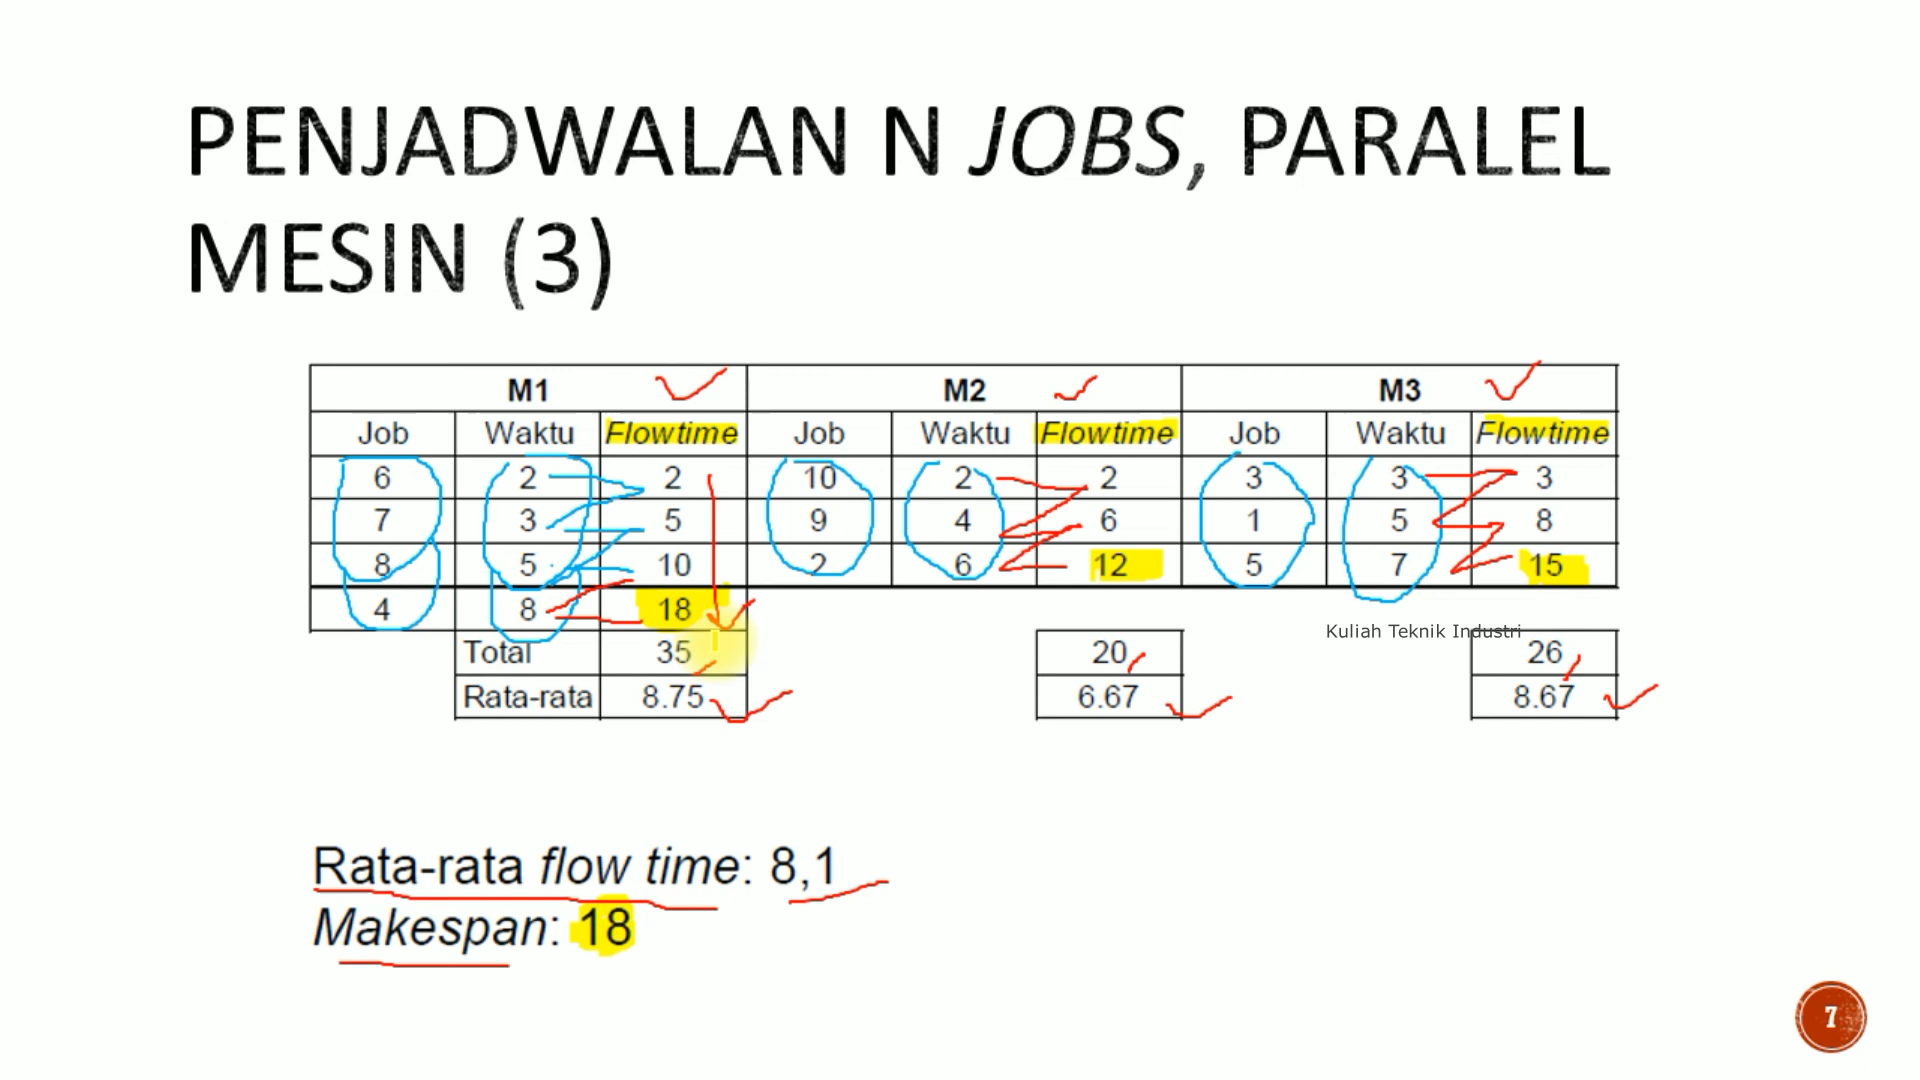 PENJADWALAN N JOBS, PARALEL
MESIN (3)
M1 M2 M3
Job Waktu Flowtime Job Waktu Flowtime Job Waktu Flowtime
6 2 2 10 2 2 3 3 3
7 3 5 9 4 6 1 5 8
8 5 10 2 6 12 5 7 15
4 8 18
Kuliah Teknik Industri
Total 35 20 26
Rata-rata 8.75 6.67 8.67
Rata-rata flow time: 8,1
Makespan: 18
7